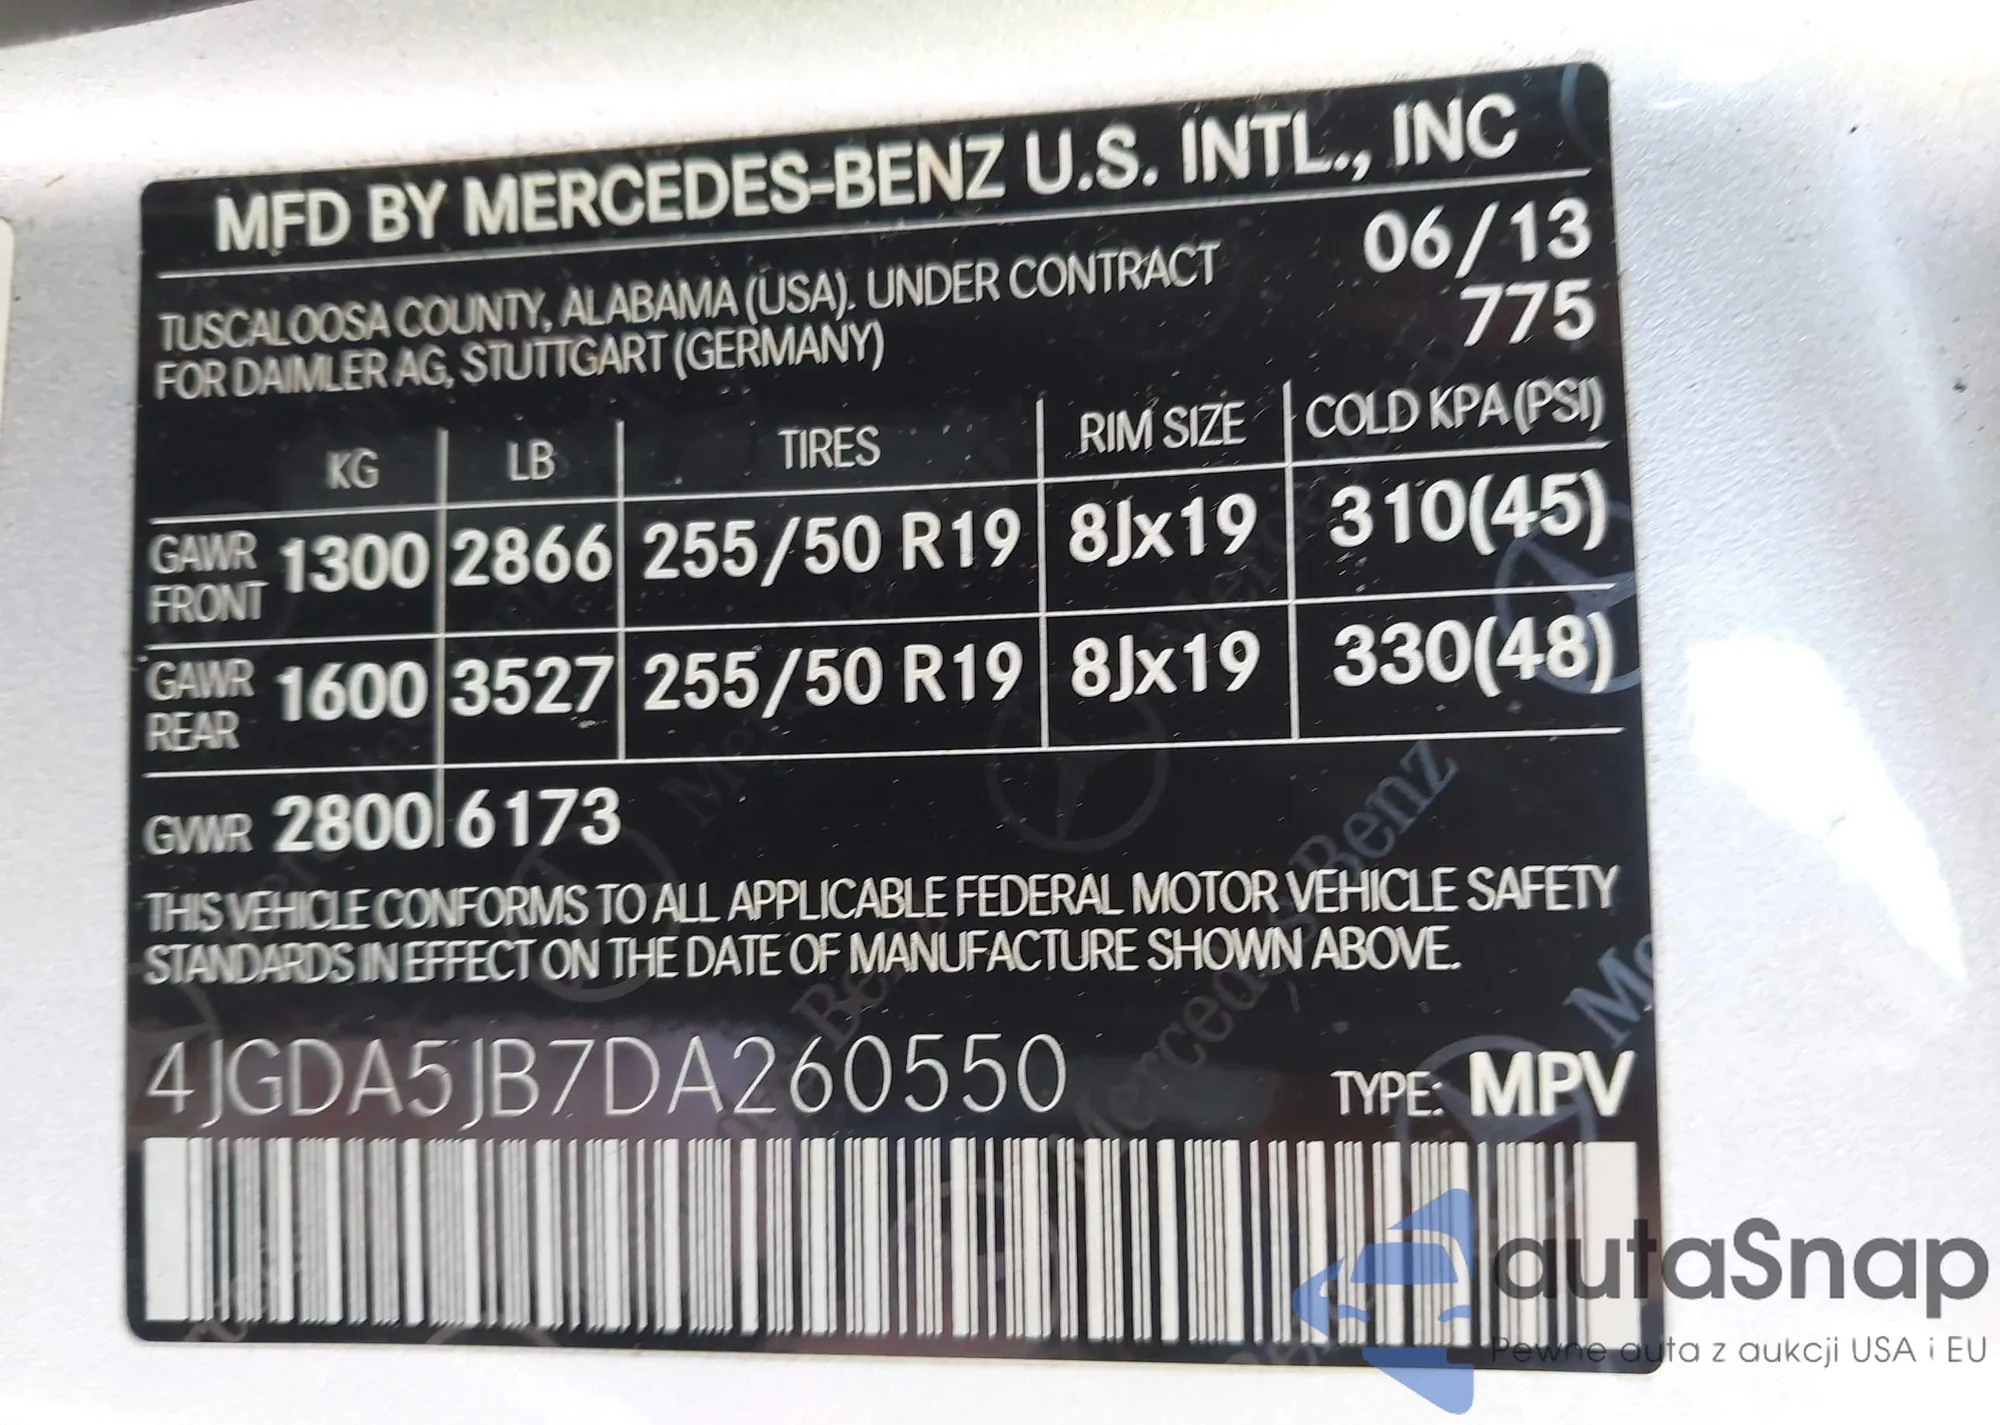 MFD BY MERCEDES-BENZ U.S. INTL., INC
06/13
TUSCALOOSA COUNTY, ALABAMA (USA). UNDER CONTRACT
775
FOR DAIMLER AG, STUTTGART (GERMANY)
KG LB TIRES RIM SIZE COLD KPA (PSI)
GAWR FRONT 1300 2866 255/50 R19 8Jx19 310(45)
GAWR REAR 1600 3527 255/50 R19 8Jx19 330(48)
GVWR 2800 6173
THIS VEHICLE CONFORMS TO ALL APPLICABLE FEDERAL MOTOR VEHICLE SAFETY
STANDARDS IN EFFECT ON THE DATE OF MANUFACTURE SHOWN ABOVE.
4JGDA5JB7DA260550 TYPE: MPV
autaSnap
Pewne auta z aukcji USA i EU